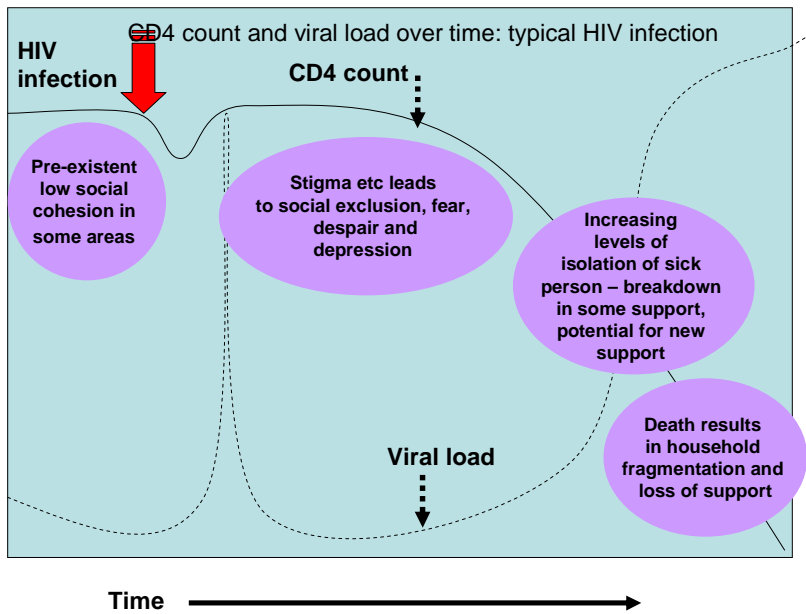 CD4 count and viral load over time: typical HIV infection
HIV
infection
CD4 count
Pre-existent
low social
cohesion in
some areas
Stigma etc leads
to social exclusion, fear,
despair and
depression
Increasing
levels of
isolation of sick
person – breakdown
in some support,
potential for new
support
Death results
in household
fragmentation and
loss of support
Viral load
Time